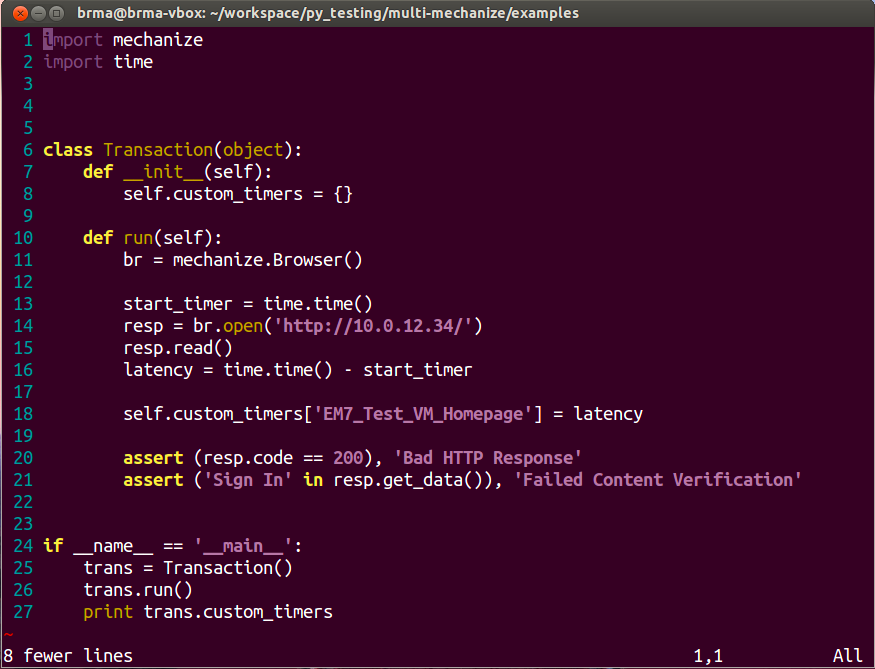 brma@brma-vbox: ~/workspace/py_testing/multi-mechanize/examples
1 import mechanize
2 import time
3
4
5
6 class Transaction(object):
7     def __init__(self):
8         self.custom_timers = {}
9
10     def run(self):
11         br = mechanize.Browser()
12
13         start_timer = time.time()
14         resp = br.open('http://10.0.12.34/')
15         resp.read()
16         latency = time.time() - start_timer
17
18         self.custom_timers['EM7_Test_VM_Homepage'] = latency
19
20         assert (resp.code == 200), 'Bad HTTP Response'
21         assert ('Sign In' in resp.get_data()), 'Failed Content Verification'
22
23
24 if __name__ == '__main__':
25     trans = Transaction()
26     trans.run()
27     print trans.custom_timers
~
8 fewer lines 1,1 All